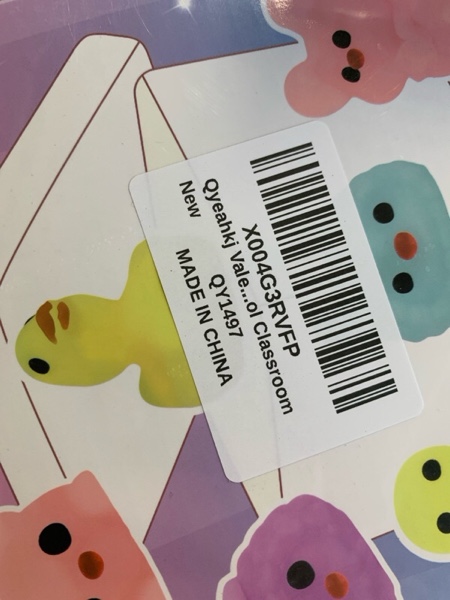 X004G3RVFP
Qyeahkj Vale...ol Classroom
New QY1497
MADE IN CHINA